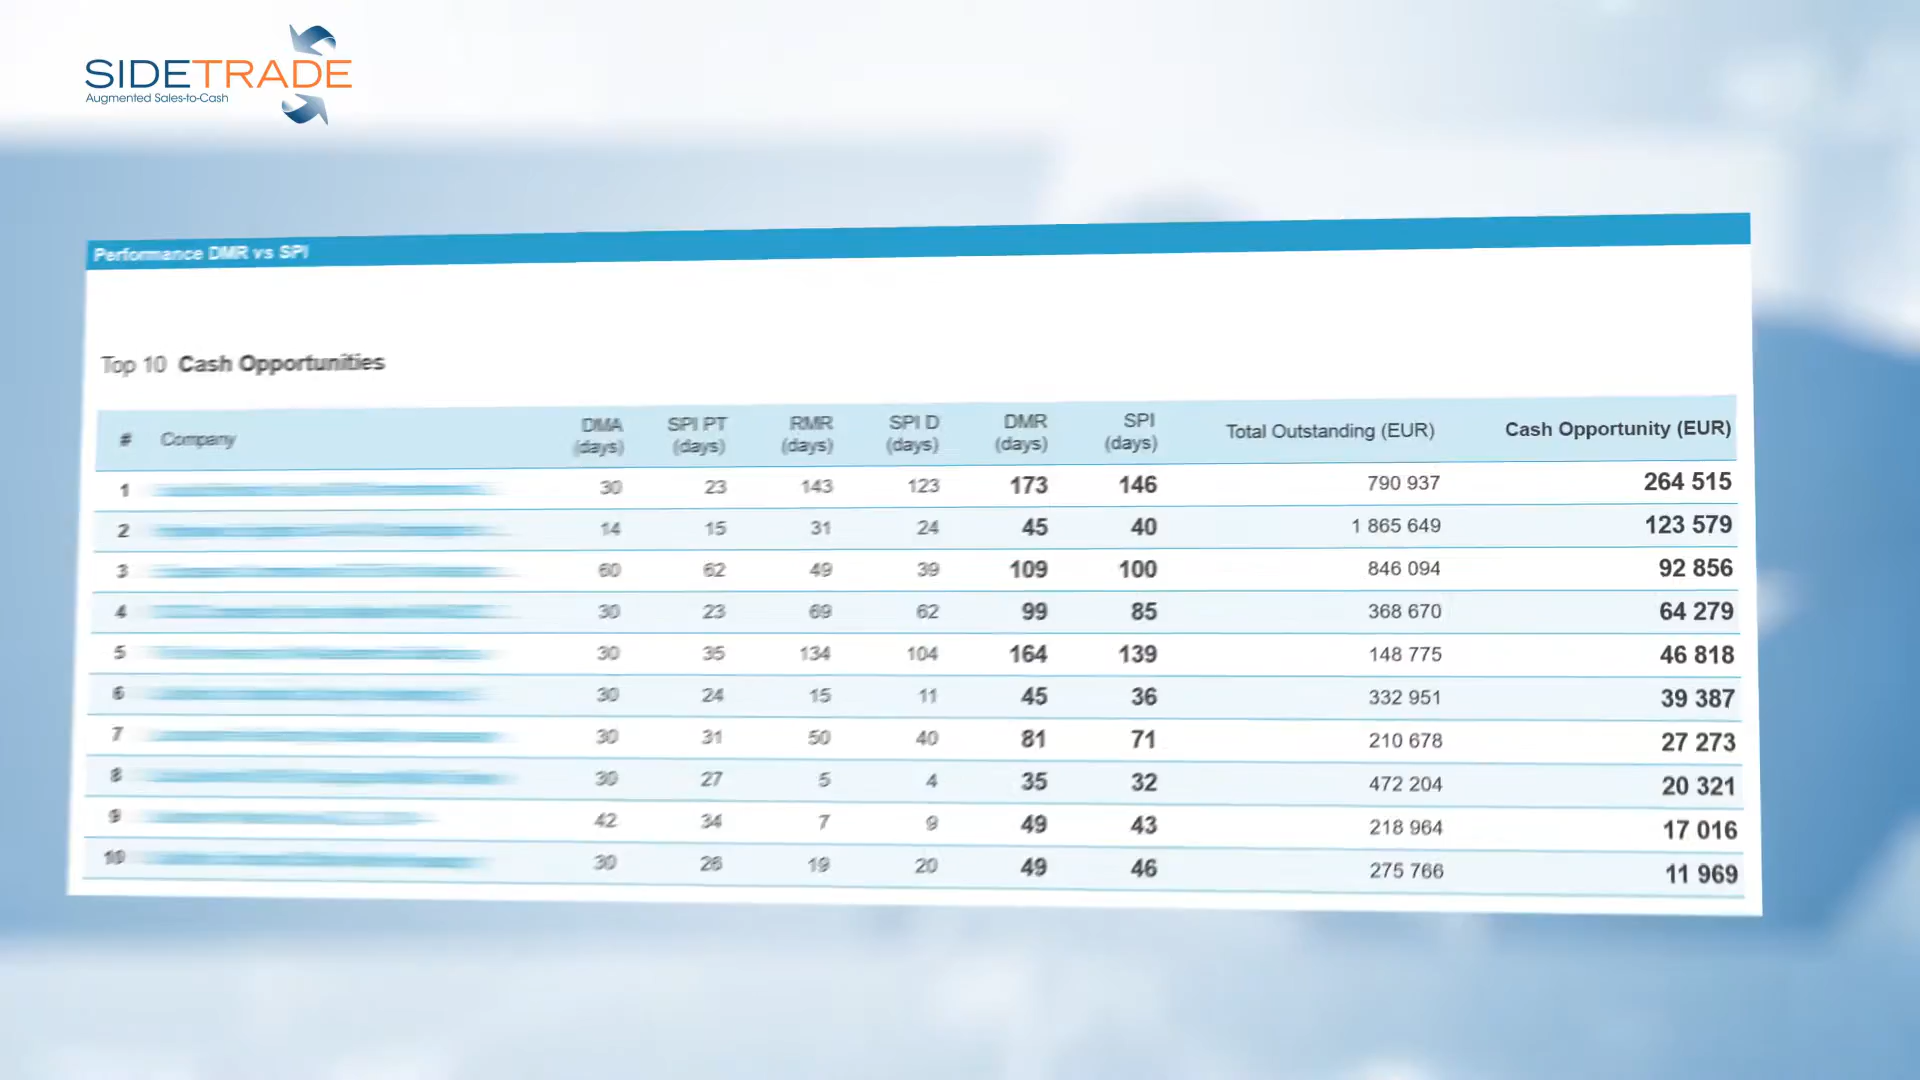 SIDETRADE
Augmented Sales-to-Cash
Performance DMR vs SPI
Top 10 Cash Opportunities
# Company DMA (days) SPI PT (days) RMR (days) SPI D (days) DMR (days) SPI (days) Total Outstanding (EUR) Cash Opportunity (EUR)
1 30 23 143 123 173 146 790 937 264 515
2 14 15 31 24 45 40 1 865 649 123 579
3 60 62 49 39 109 100 846 094 92 856
4 30 23 69 62 99 85 368 670 64 279
5 30 35 134 104 164 139 148 775 46 818
6 30 24 15 11 45 36 332 951 39 387
7 30 31 50 40 81 71 210 678 27 273
8 30 27 5 4 35 32 472 204 20 321
9 42 34 7 9 49 43 218 964 17 016
10 30 26 19 20 49 46 275 766 11 969